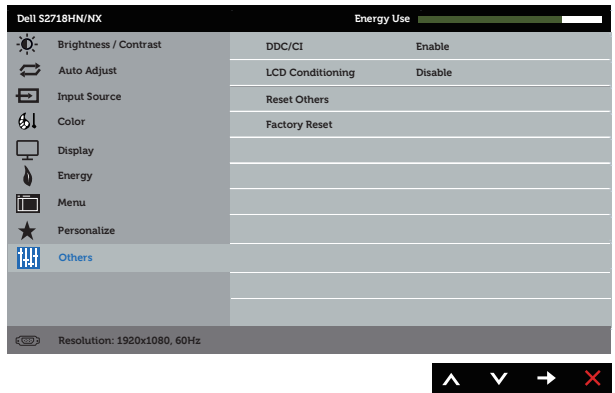 Dell S2718HN/NX Energy Use
Brightness / Contrast
Auto Adjust
Input Source
Color
Display
Energy
Menu
Personalize
Others
DDC/CI Enable
LCD Conditioning Disable
Reset Others
Factory Reset
Resolution: 1920x1080, 60Hz